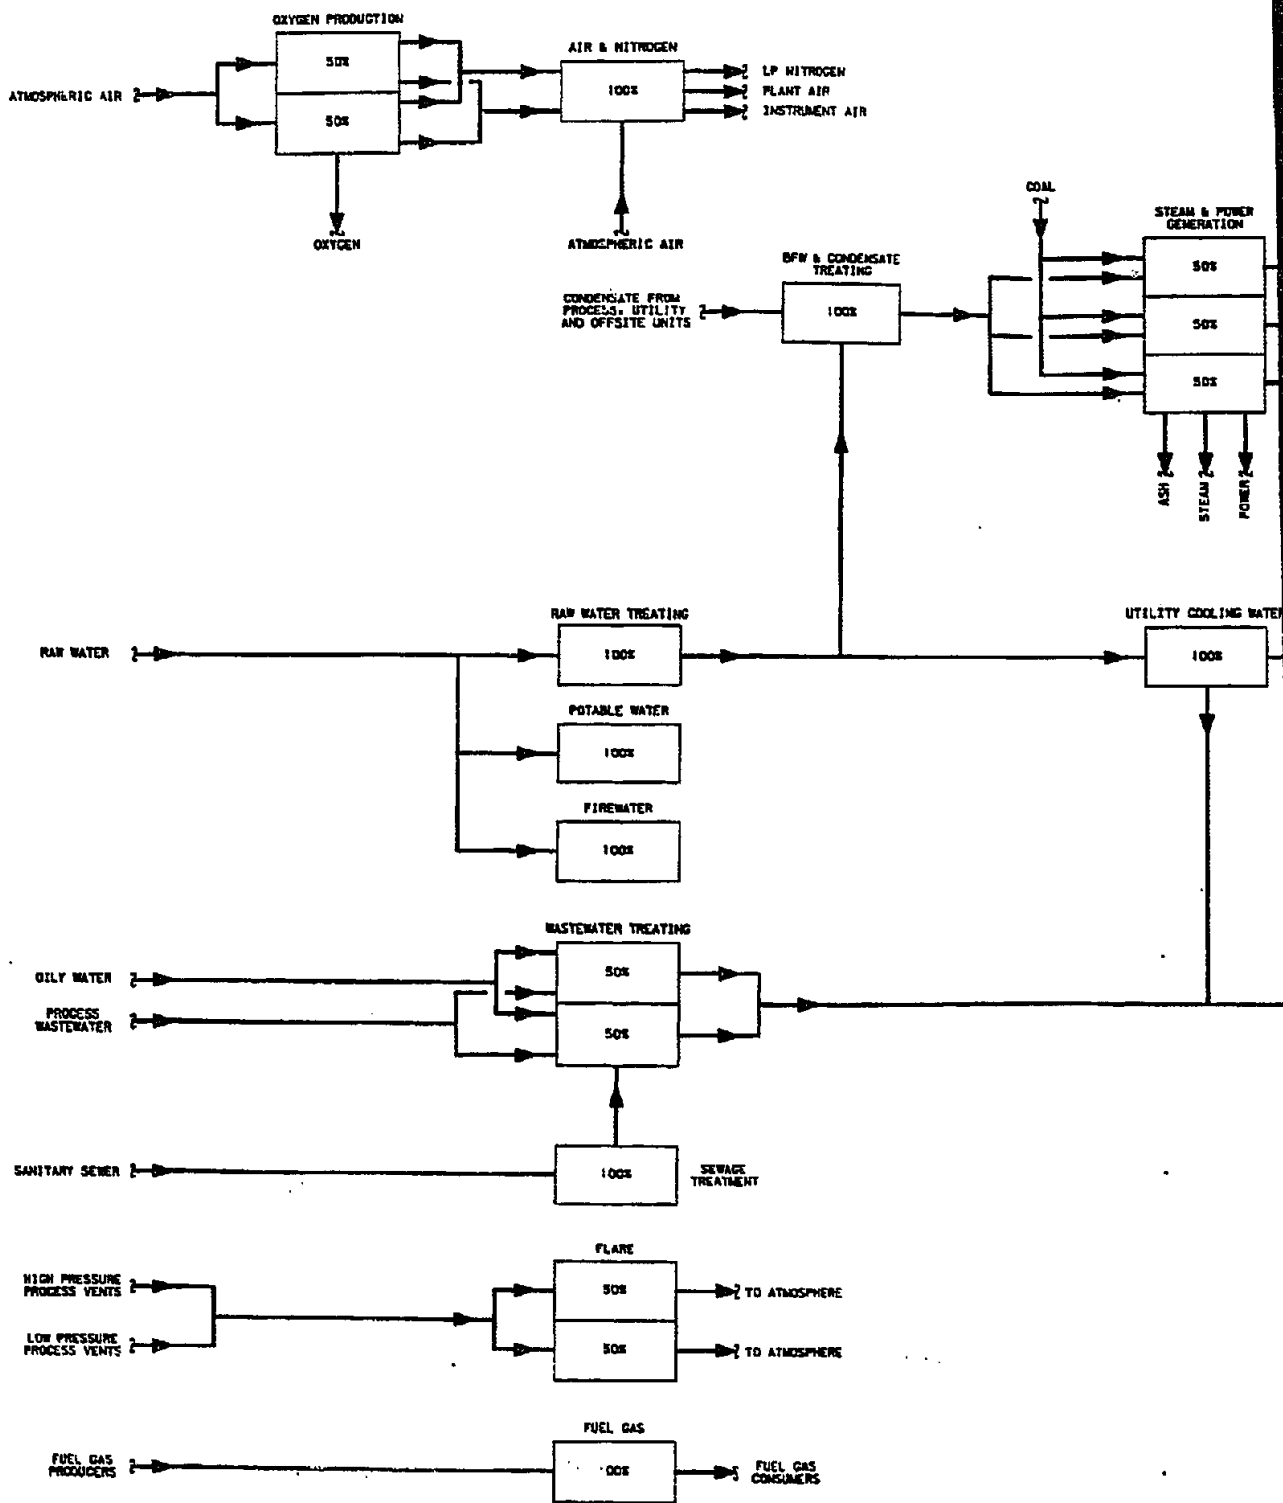 OXYGEN PRODUCTION
50%
50%
ATMOSPHERIC AIR
OXYGEN
AIR & NITROGEN
100%
LP NITROGEN
PLANT AIR
INSTRUMENT AIR
ATMOSPHERIC AIR
COAL
STEAM & POWER
GENERATION
50%
50%
50%
ASH
STEAM
POWER
BFW & CONDENSATE
TREATING
100%
CONDENSATE FROM
PROCESS, UTILITY
AND OFFSITE UNITS
RAW WATER
RAW WATER TREATING
100%
UTILITY COOLING WATER
100%
POTABLE WATER
100%
FIREWATER
100%
WASTEWATER TREATING
50%
50%
OILY WATER
PROCESS
WASTEWATER
SANITARY SEWER
100%
SEWAGE
TREATMENT
FLARE
50%
50%
HIGH PRESSURE
PROCESS VENTS
LOW PRESSURE
PROCESS VENTS
TO ATMOSPHERE
TO ATMOSPHERE
FUEL GAS
00%
FUEL GAS
PRODUCERS
FUEL GAS
CONSUMERS